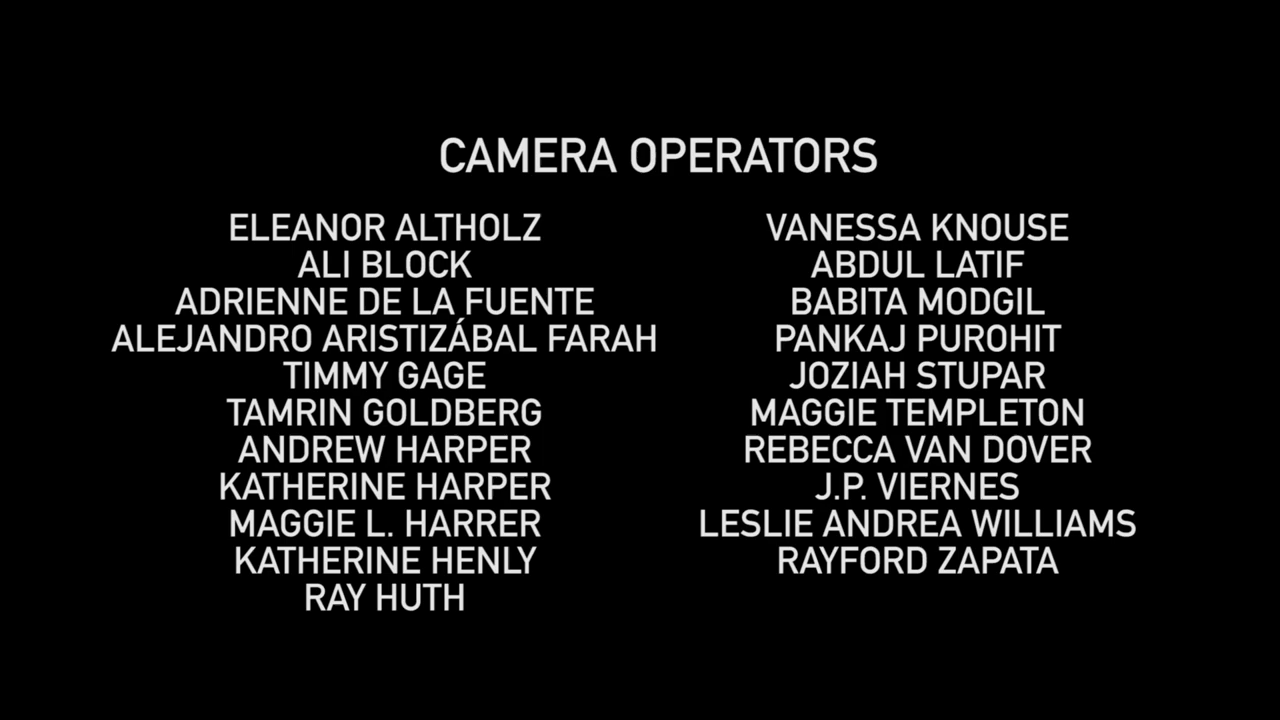 CAMERA OPERATORS
ELEANOR ALTHOLZ
ALI BLOCK
ADRIENNE DE LA FUENTE
ALEJANDRO ARISTIZÁBAL FARAH
TIMMY GAGE
TAMRIN GOLDBERG
ANDREW HARPER
KATHERINE HARPER
MAGGIE L. HARRER
KATHERINE HENLY
RAY HUTH
VANESSA KNOUSE
ABDUL LATIF
BABITA MODGIL
PANKAJ PUROHIT
JOZIAH STUPAR
MAGGIE TEMPLETON
REBECCA VAN DOVER
J.P. VIERNES
LESLIE ANDREA WILLIAMS
RAYFORD ZAPATA